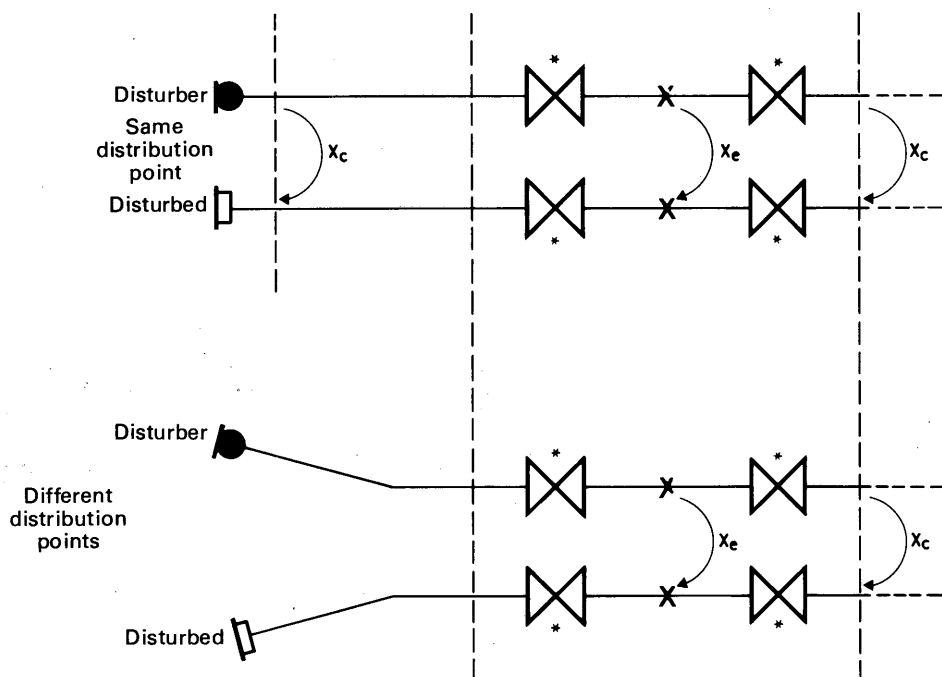 *
*
Disturber
Same
distribution
point
Xc
Xe
Xc
Disturbed
*
*
Disturber
*
*
Different
distribution
points
Xe
Xc
Disturbed
*
*